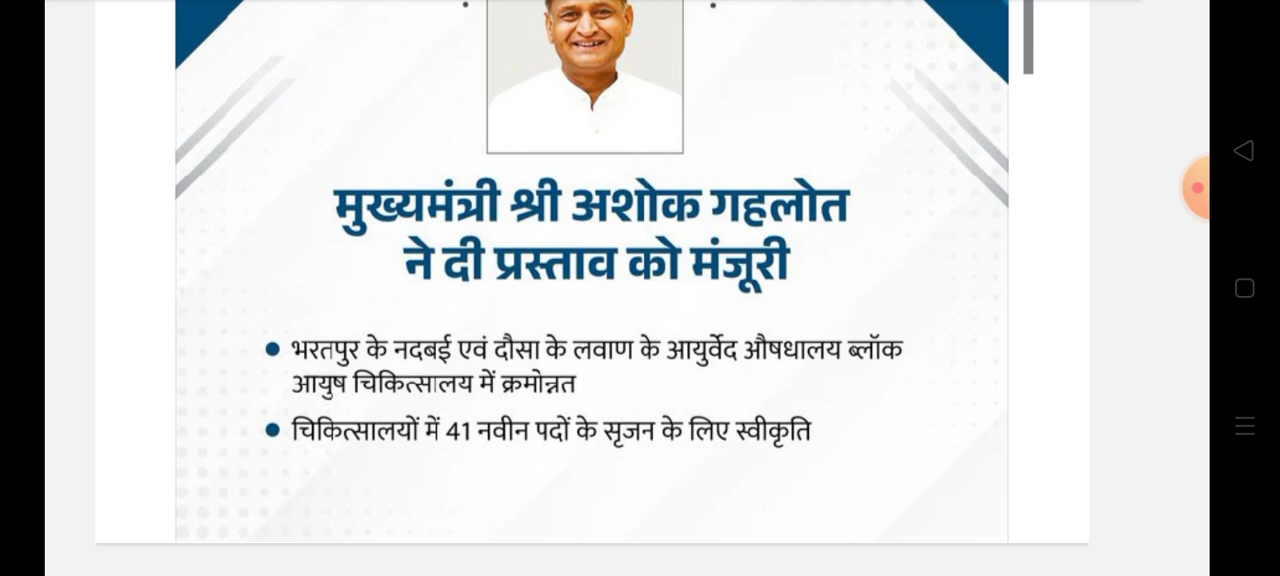 मुख्यमंत्री श्री अशोक गहलोत
ने दी प्रस्ताव को मंजूरी
भरतपुर के नदबई एवं दौसा के लवाण के आयुर्वेद औषधालय ब्लॉक
आयुष चिकित्सालय में क्रमोन्नत
चिकित्सालयों में 41 नवीन पदों के सृजन के लिए स्वीकृति